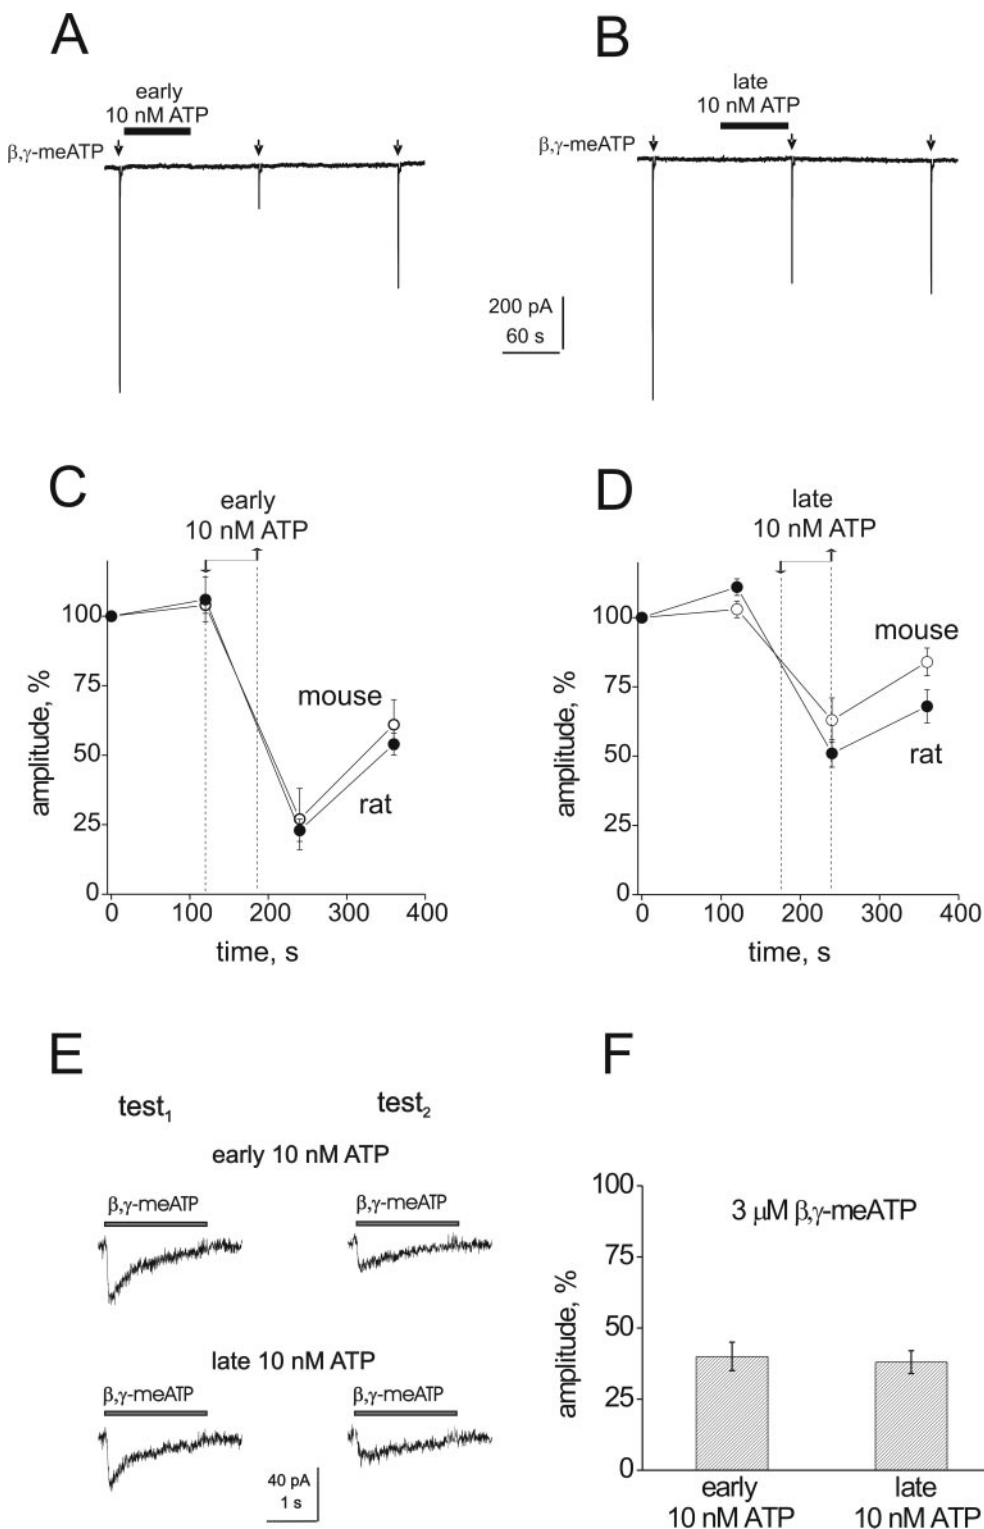 A
early
10 nM ATP
β,γ-meATP
B
late
10 nM ATP
β,γ-meATP
200 pA
60 s
C
early
10 nM ATP
100
75
50
25
0
amplitude, %
mouse
rat
0 100 200 300 400
time, s
D
late
10 nM ATP
100
75
50
25
0
amplitude, %
mouse
rat
0 100 200 300 400
time, s
E
test₁ test₂
early 10 nM ATP
β,γ-meATP β,γ-meATP
late 10 nM ATP
β,γ-meATP β,γ-meATP
40 pA
1 s
F
100
75
50
25
0
amplitude, %
3 μM β,γ-meATP
early late
10 nM ATP 10 nM ATP